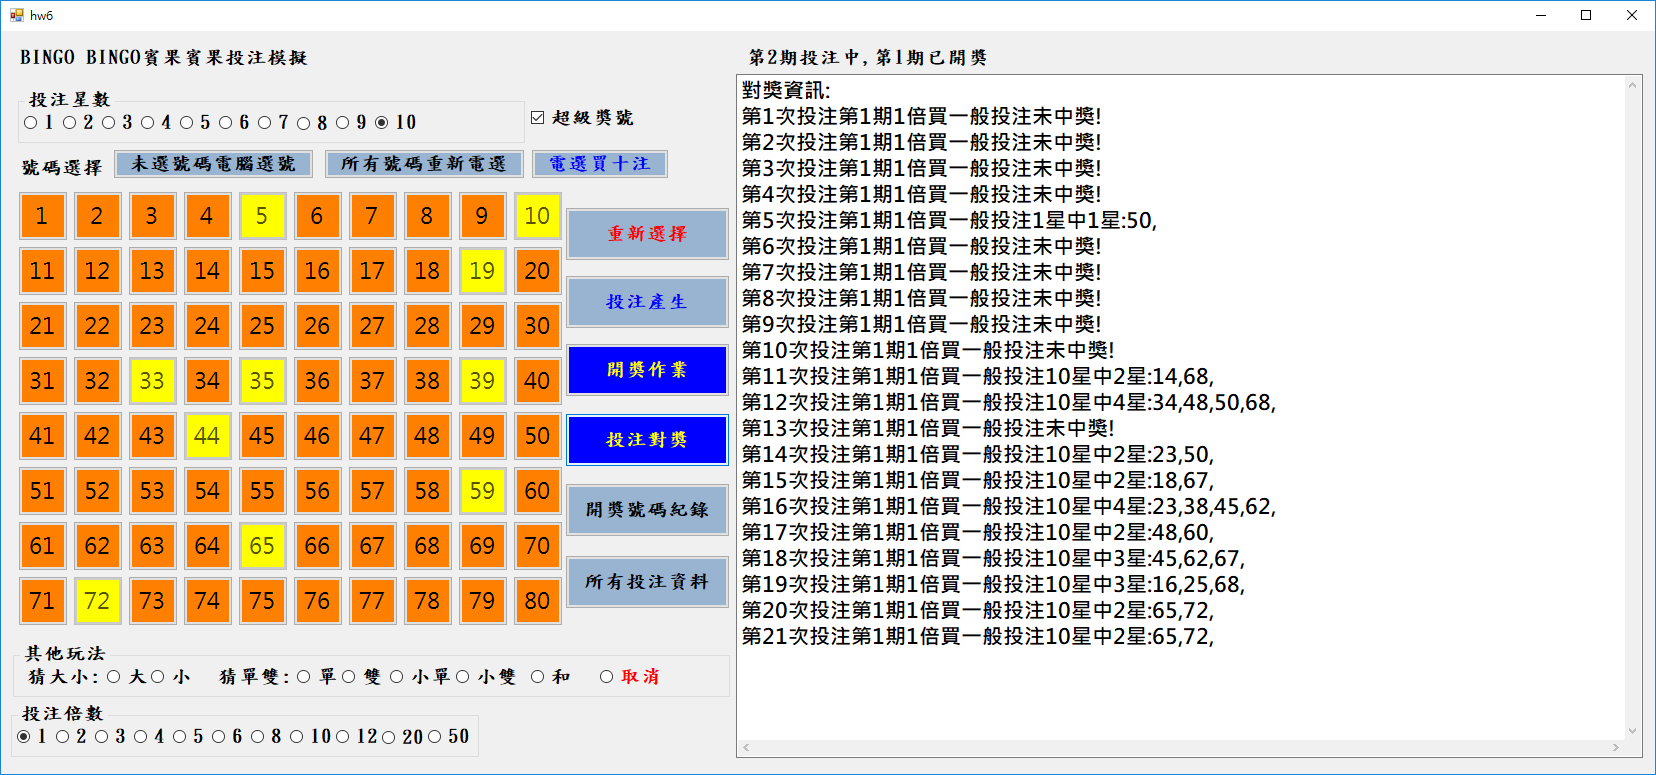 hw6
BINGO BINGO賓果賓果投注模擬
投注星數
1 2 3 4 5 6 7 8 9 10
超級獎號
號碼選擇 未選號碼電腦選號 所有號碼重新電選 電選買十注
1 2 3 4 5 6 7 8 9 10
11 12 13 14 15 16 17 18 19 20
21 22 23 24 25 26 27 28 29 30
31 32 33 34 35 36 37 38 39 40
41 42 43 44 45 46 47 48 49 50
51 52 53 54 55 56 57 58 59 60
61 62 63 64 65 66 67 68 69 70
71 72 73 74 75 76 77 78 79 80
重新選擇
投注產生
開獎作業
投注對獎
開獎號碼紀錄
所有投注資料
其他玩法
猜大小: 大 小 猜單雙: 單 雙 小單 小雙 和 取消
投注倍數
1 2 3 4 5 6 8 10 12 20 50
第2期投注中,第1期已開獎
對獎資訊:
第1次投注第1期1倍買一般投注未中獎!
第2次投注第1期1倍買一般投注未中獎!
第3次投注第1期1倍買一般投注未中獎!
第4次投注第1期1倍買一般投注未中獎!
第5次投注第1期1倍買一般投注1星中1星:50,
第6次投注第1期1倍買一般投注未中獎!
第7次投注第1期1倍買一般投注未中獎!
第8次投注第1期1倍買一般投注未中獎!
第9次投注第1期1倍買一般投注未中獎!
第10次投注第1期1倍買一般投注未中獎!
第11次投注第1期1倍買一般投注10星中2星:14,68,
第12次投注第1期1倍買一般投注10星中4星:34,48,50,68,
第13次投注第1期1倍買一般投注未中獎!
第14次投注第1期1倍買一般投注10星中2星:23,50,
第15次投注第1期1倍買一般投注10星中2星:18,67,
第16次投注第1期1倍買一般投注10星中4星:23,38,45,62,
第17次投注第1期1倍買一般投注10星中2星:48,60,
第18次投注第1期1倍買一般投注10星中3星:45,62,67,
第19次投注第1期1倍買一般投注10星中3星:16,25,68,
第20次投注第1期1倍買一般投注10星中2星:65,72,
第21次投注第1期1倍買一般投注10星中2星:65,72,